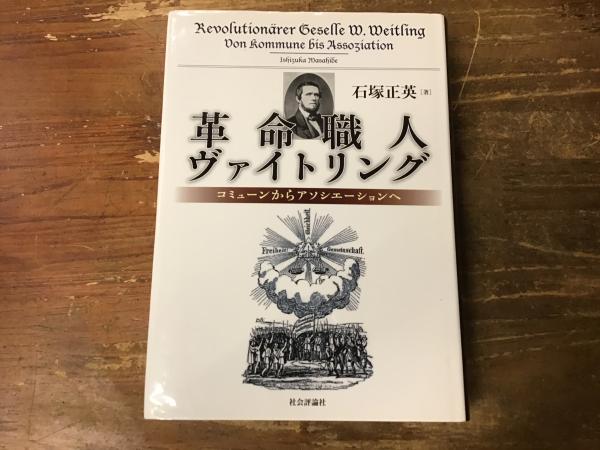 Revolutionärer Geselle W. Weitling
Von Kommune bis Assoziation
Ishizuka Masahide
石塚正英[著]
革命職人
ヴァイトリング
コミューンからアソシエーションへ
Freiheit
Gemeinschaft.
社会評論社